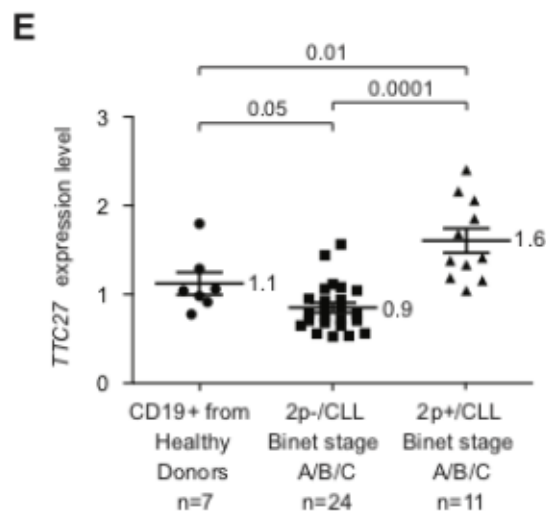 E
0.01
0.0001
0.05
3
2
1
0
TTC27 expression level
1.1
0.9
1.6
CD19+ from
Healthy
Donors
n=7
2p-/CLL
Binet stage
A/B/C
n=24
2p+/CLL
Binet stage
A/B/C
n=11